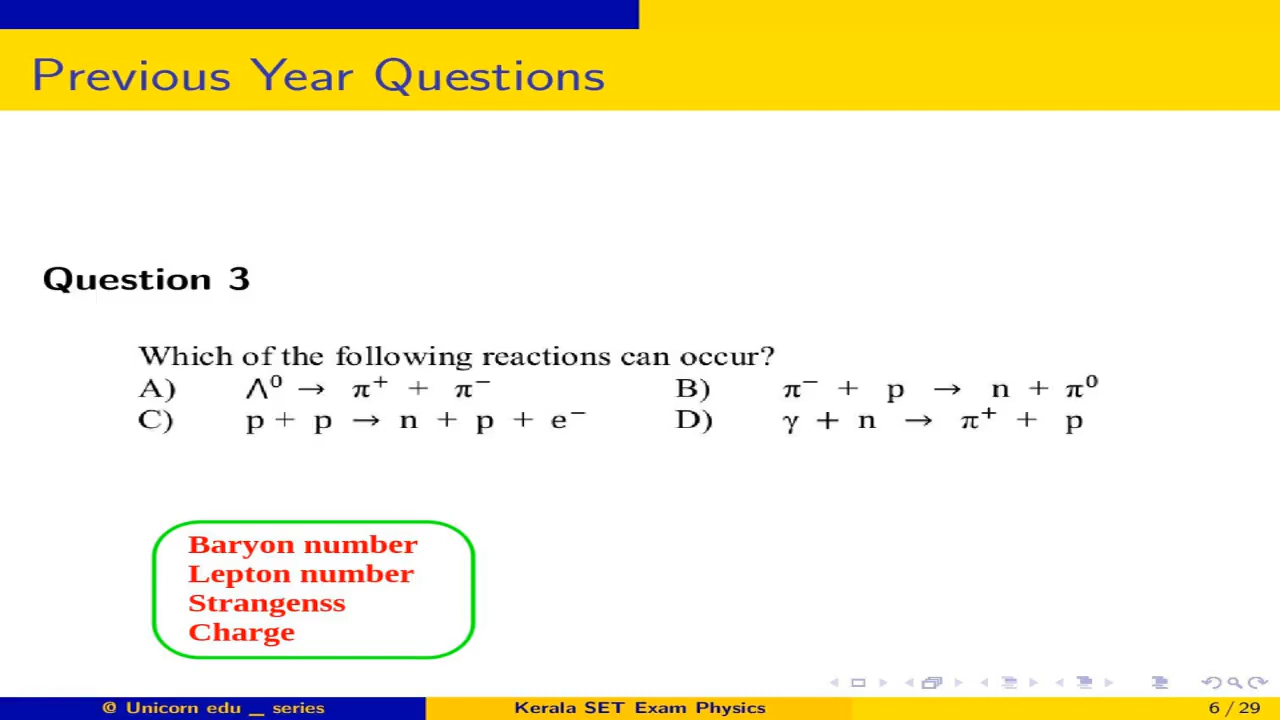 Previous Year Questions
Question 3
Which of the following reactions can occur?
A) Λ⁰ → π⁺ + π⁻ B) π⁻ + p → n + π⁰
C) p + p → n + p + e⁻ D) γ + n → π⁺ + p
Baryon number
Lepton number
Strangenss
Charge
@ Unicorn edu _ series Kerala SET Exam Physics 6 / 29